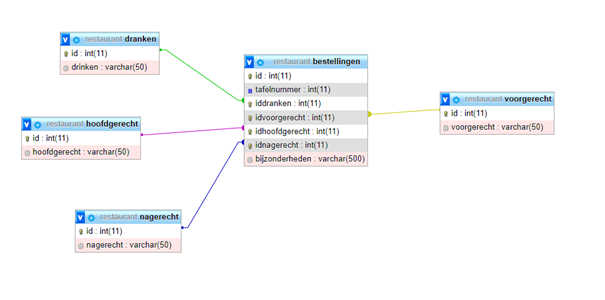 restaurant dranken
id : int(11)
drinken : varchar(50)
restaurant bestellingen
id : int(11)
tafelnummer : int(11)
iddranken : int(11)
idvoorgerecht : int(11)
idhoofdgerecht : int(11)
idnagerecht : int(11)
bijzonderheden : varchar(500)
restaurant voorgerecht
id : int(11)
voorgerecht : varchar(50)
restaurant hoofdgerecht
id : int(11)
hoofdgerecht : varchar(50)
restaurant nagerecht
id : int(11)
nagerecht : varchar(50)